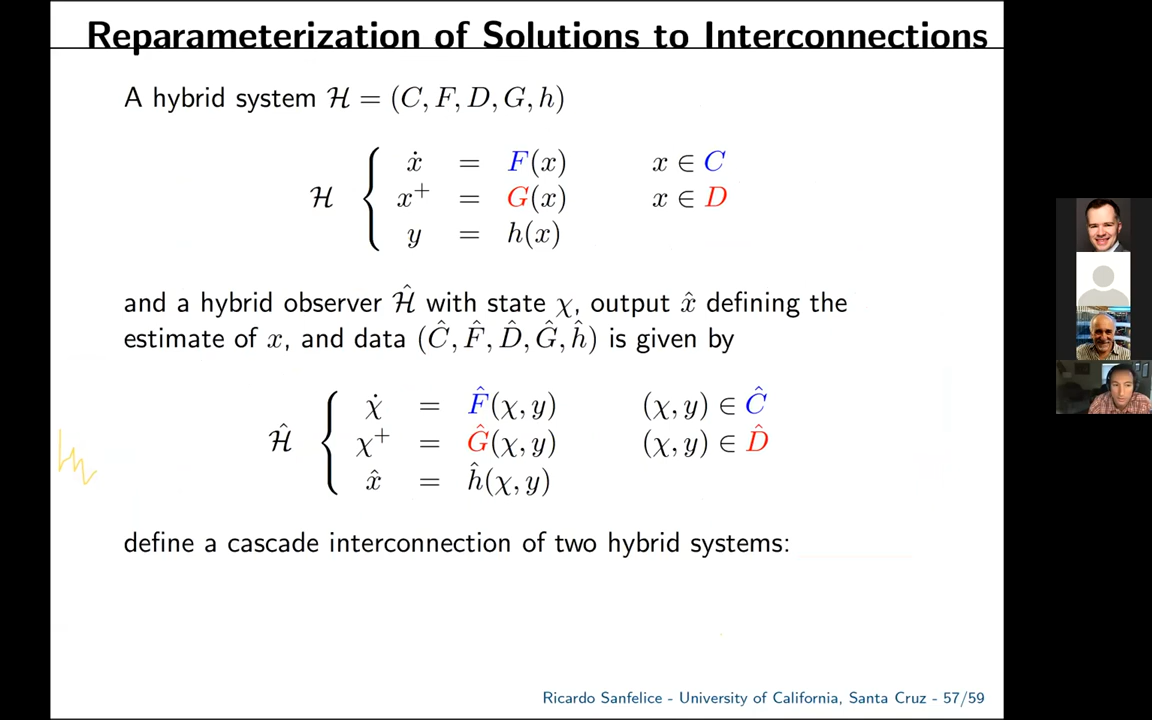 Reparameterization of Solutions to Interconnections
A hybrid system ℋ = (C, F, D, G, h)
ẋ = F(x) x ∈ C
ℋ { x⁺ = G(x) x ∈ D
y = h(x)
and a hybrid observer ℋ̂ with state χ, output x̂ defining the
estimate of x, and data (Ĉ, F̂, D̂, Ĝ, ĥ) is given by
χ̇ = F̂(χ, y) (χ, y) ∈ Ĉ
ℋ̂ { χ⁺ = Ĝ(χ, y) (χ, y) ∈ D̂
x̂ = ĥ(χ, y)
define a cascade interconnection of two hybrid systems:
Ricardo Sanfelice - University of California, Santa Cruz - 57/59